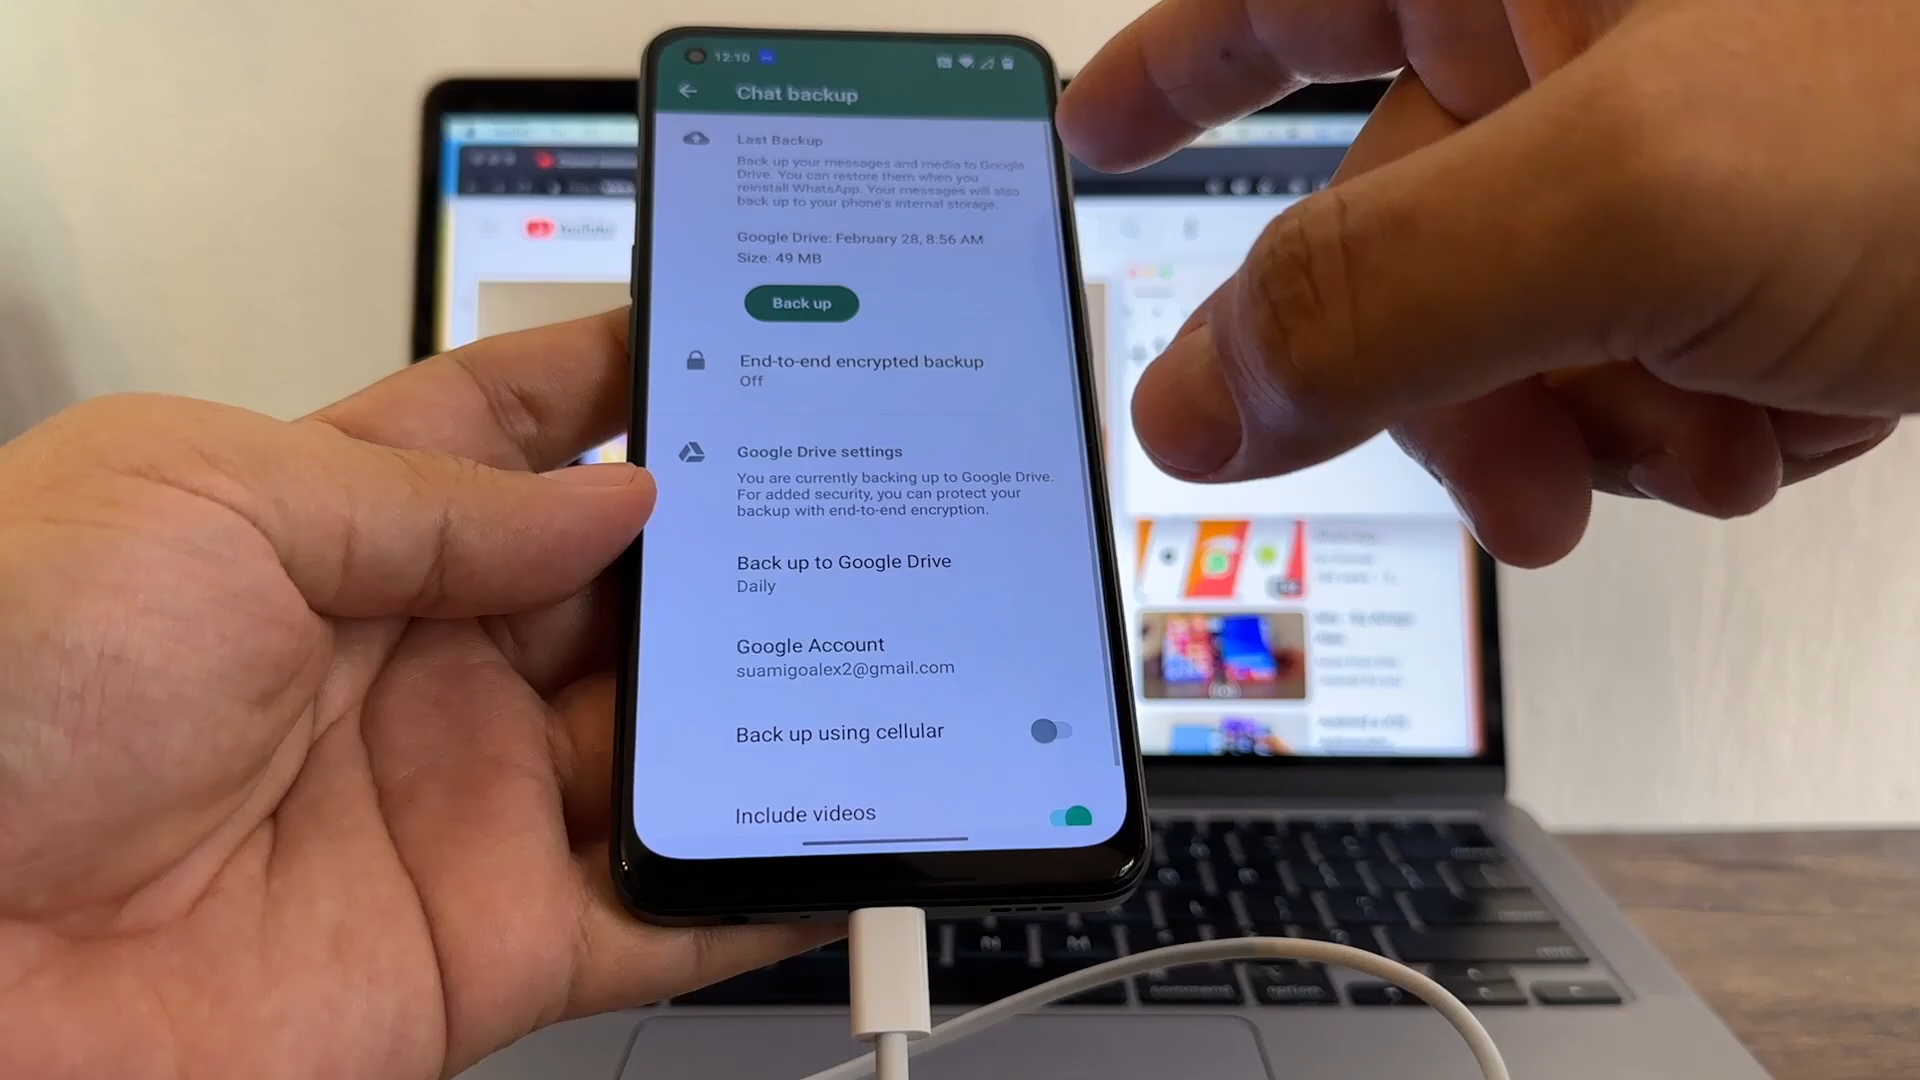 12:10
Chat backup
Last Backup
Back up your messages and media to Google
Drive. You can restore them when you
reinstall WhatsApp. Your messages will also
back up to your phone's internal storage.
Google Drive: February 28, 8:56 AM
Size: 49 MB
Back up
End-to-end encrypted backup
Off
Google Drive settings
You are currently backing up to Google Drive.
For added security, you can protect your
backup with end-to-end encryption.
Back up to Google Drive
Daily
Google Account
suamigoalex2@gmail.com
Back up using cellular
Include videos
YouTube
N
M
command
option